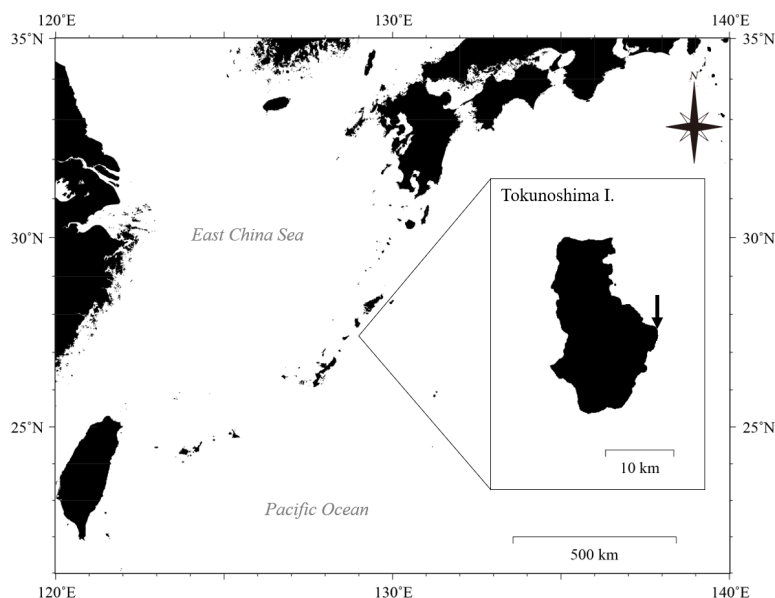 120˚E 130˚E 140˚E
35˚N 35˚N
N
Tokunoshima I.
East China Sea
30˚N 30˚N
25˚N 25˚N
10 km
Pacific Ocean
500 km
120˚E 130˚E 140˚E